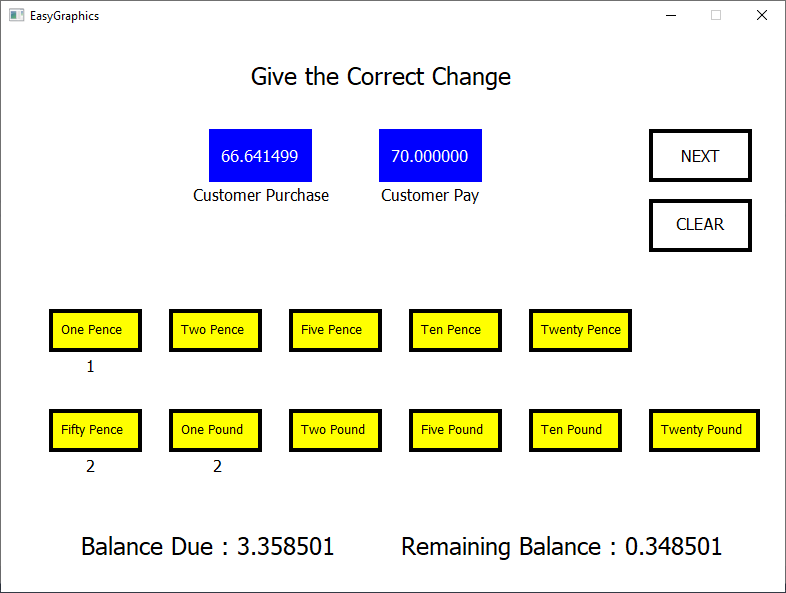 EasyGraphics
Give the Correct Change
66.641499 70.000000 NEXT
Customer Purchase Customer Pay
CLEAR
One Pence Two Pence Five Pence Ten Pence Twenty Pence
1
Fifty Pence One Pound Two Pound Five Pound Ten Pound Twenty Pound
2 2
Balance Due : 3.358501 Remaining Balance : 0.348501